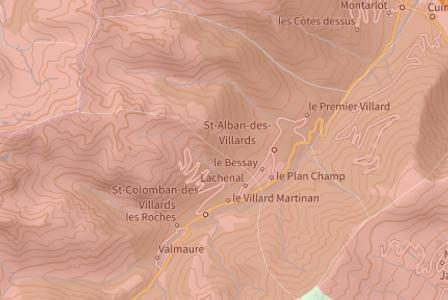 Montarlot
Cuin
les Côtes dessus
le Premier Villard
St-Alban-des-
Villards
le Bessay
Lachenal
le Plan Champ
St-Colomban-des-
Villards
le Villard Martinan
les Roches
Valmaure